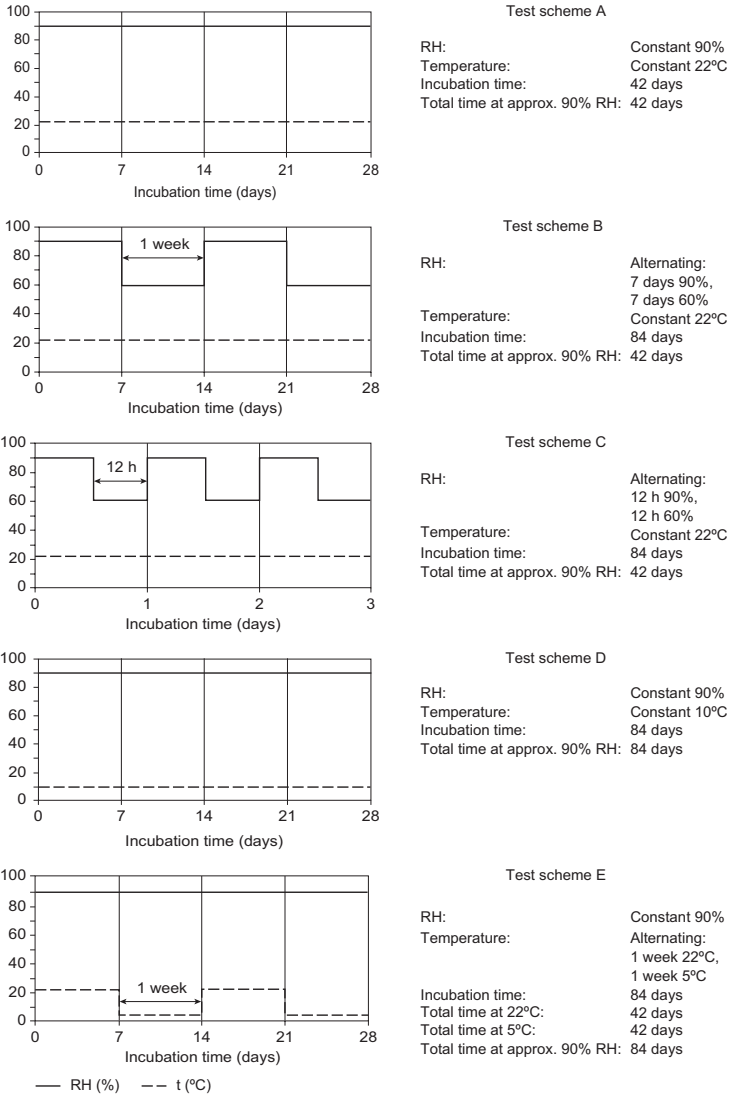 Test scheme A
100
80
60
40
20
0
0 7 14 21 28
Incubation time (days)
RH: Constant 90%
Temperature: Constant 22ºC
Incubation time: 42 days
Total time at approx. 90% RH: 42 days
Test scheme B
100
80
60
40
20
0
1 week
0 7 14 21 28
Incubation time (days)
RH: Alternating:
7 days 90%,
7 days 60%
Temperature: Constant 22ºC
Incubation time: 84 days
Total time at approx. 90% RH: 42 days
Test scheme C
100
80
60
40
20
0
12 h
0 1 2 3
Incubation time (days)
RH: Alternating:
12 h 90%,
12 h 60%
Temperature: Constant 22ºC
Incubation time: 84 days
Total time at approx. 90% RH: 42 days
Test scheme D
100
80
60
40
20
0
0 7 14 21 28
Incubation time (days)
RH: Constant 90%
Temperature: Constant 10ºC
Incubation time: 84 days
Total time at approx. 90% RH: 84 days
Test scheme E
100
80
60
40
20
0
1 week
0 7 14 21 28
Incubation time (days)
RH: Constant 90%
Temperature: Alternating:
1 week 22ºC,
1 week 5ºC
Incubation time: 84 days
Total time at 22ºC: 42 days
Total time at 5ºC: 42 days
Total time at approx. 90% RH: 84 days
RH (%) t (ºC)